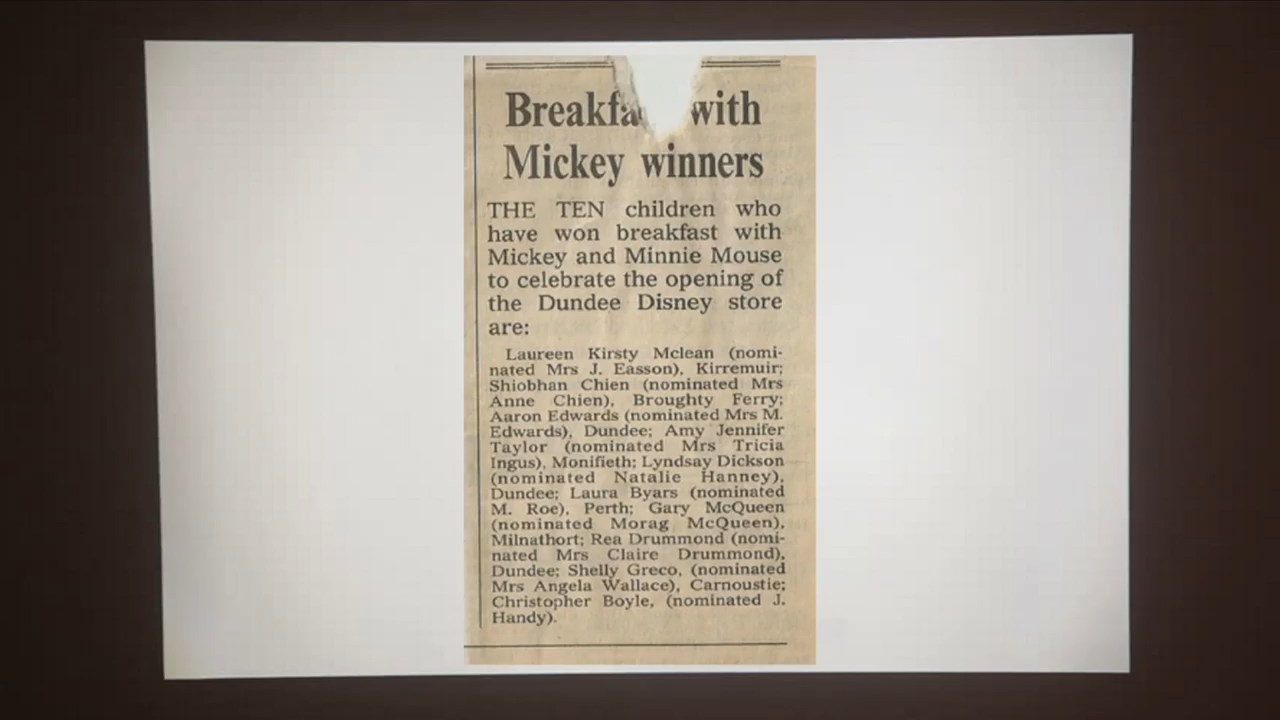 Breakfa with
Mickey winners
THE TEN children who
have won breakfast with
Mickey and Minnie Mouse
to celebrate the opening of
the Dundee Disney store
are:
Laureen Kirsty Mclean (nomi-
nated Mrs J. Easson), Kirremuir;
Shiobhan Chien (nominated Mrs
Anne Chien), Broughty Ferry;
Aaron Edwards (nominated Mrs M.
Edwards), Dundee; Amy Jennifer
Taylor (nominated Mrs Tricia
Ingus), Monifieth; Lyndsay Dickson
(nominated Natalie Hanney),
Dundee; Laura Byars (nominated
M. Roe), Perth; Gary McQueen
(nominated Morag McQueen),
Milnathort; Rea Drummond (nomi-
nated Mrs Claire Drummond),
Dundee; Shelly Greco, (nominated
Mrs Angela Wallace), Carnoustie;
Christopher Boyle, (nominated J.
Handy).